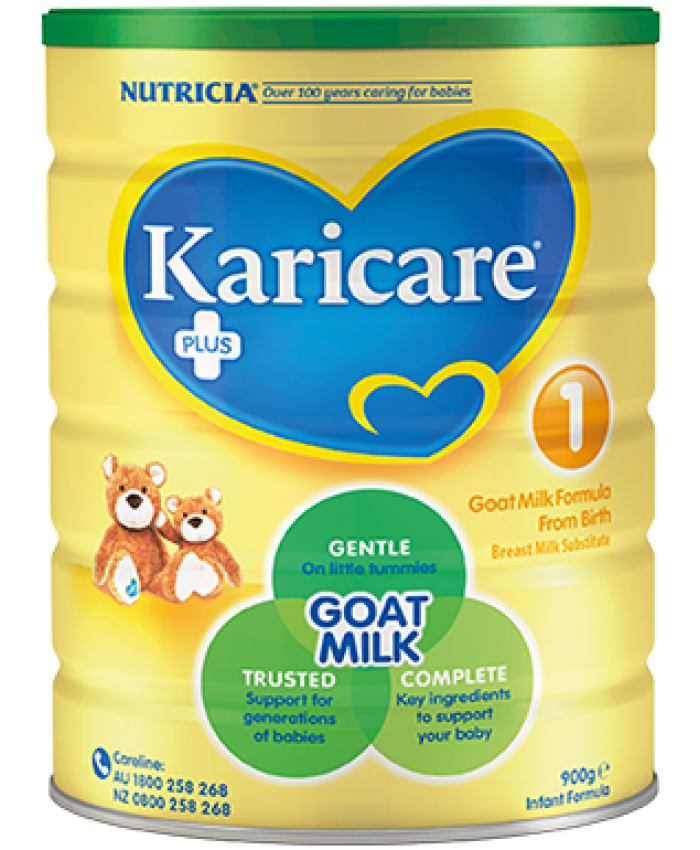 NUTRICIA® Over 100 years caring for babies
Karicare®
PLUS
1
Goat Milk Formula
From Birth
Breast Milk Substitute
GENTLE
On little tummies
GOAT
MILK
TRUSTED
Support for
generations
of babies
COMPLETE
Key ingredients
to support
your baby
Careline:
AU 1800 258 268
NZ 0800 258 268
900g ℮
Infant Formula